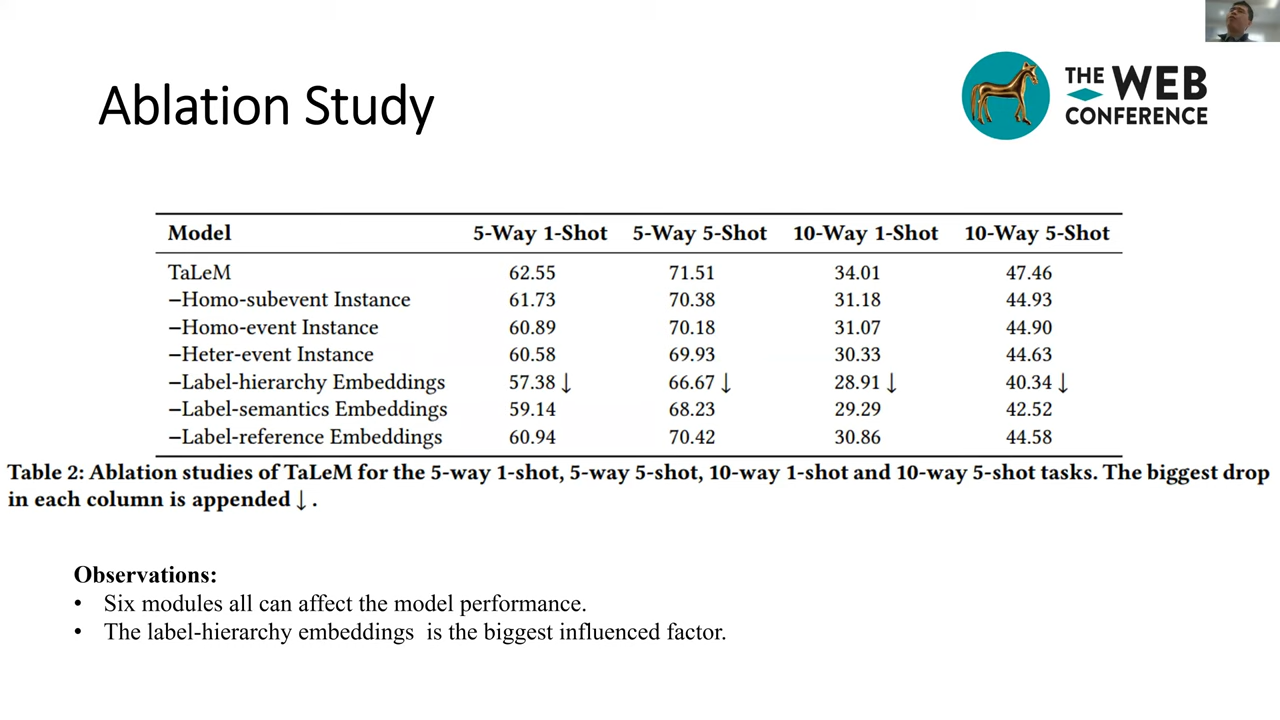 Ablation Study
THE WEB
CONFERENCE
Model 5-Way 1-Shot 5-Way 5-Shot 10-Way 1-Shot 10-Way 5-Shot
TaLeM 62.55 71.51 34.01 47.46
−Homo-subevent Instance 61.73 70.38 31.18 44.93
−Homo-event Instance 60.89 70.18 31.07 44.90
−Heter-event Instance 60.58 69.93 30.33 44.63
−Label-hierarchy Embeddings 57.38 ↓ 66.67 ↓ 28.91 ↓ 40.34 ↓
−Label-semantics Embeddings 59.14 68.23 29.29 42.52
−Label-reference Embeddings 60.94 70.42 30.86 44.58
Table 2: Ablation studies of TaLeM for the 5-way 1-shot, 5-way 5-shot, 10-way 1-shot and 10-way 5-shot tasks. The biggest drop
in each column is appended ↓ .
Observations:
• Six modules all can affect the model performance.
• The label-hierarchy embeddings is the biggest influenced factor.